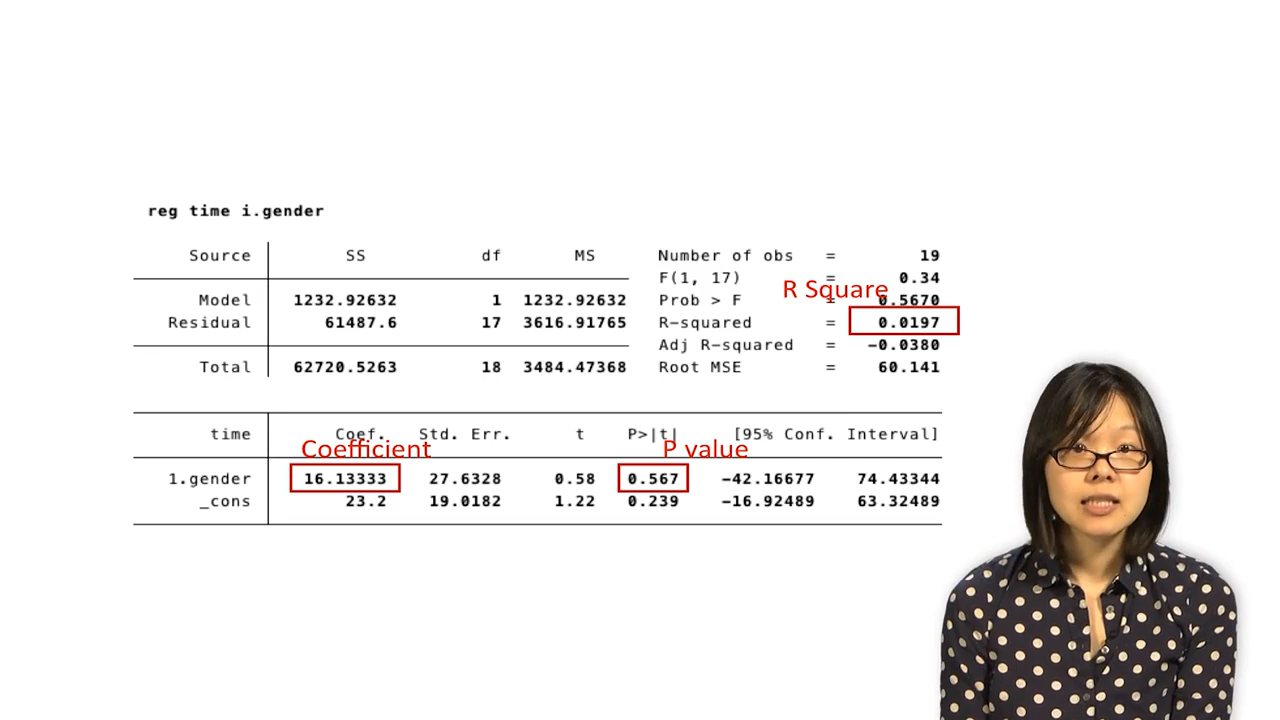 reg time i.gender
Source SS df MS Number of obs = 19
F(1, 17) = 0.34
R Square
Model 1232.92632 1 1232.92632 Prob > F = 0.5670
Residual 61487.6 17 3616.91765 R-squared = 0.0197
Adj R-squared = -0.0380
Total 62720.5263 18 3484.47368 Root MSE = 60.141
time Coef. Std. Err. t P>|t| [95% Conf. Interval]
Coefficient P value
1.gender 16.13333 27.6328 0.58 0.567 -42.16677 74.43344
_cons 23.2 19.0182 1.22 0.239 -16.92489 63.32489